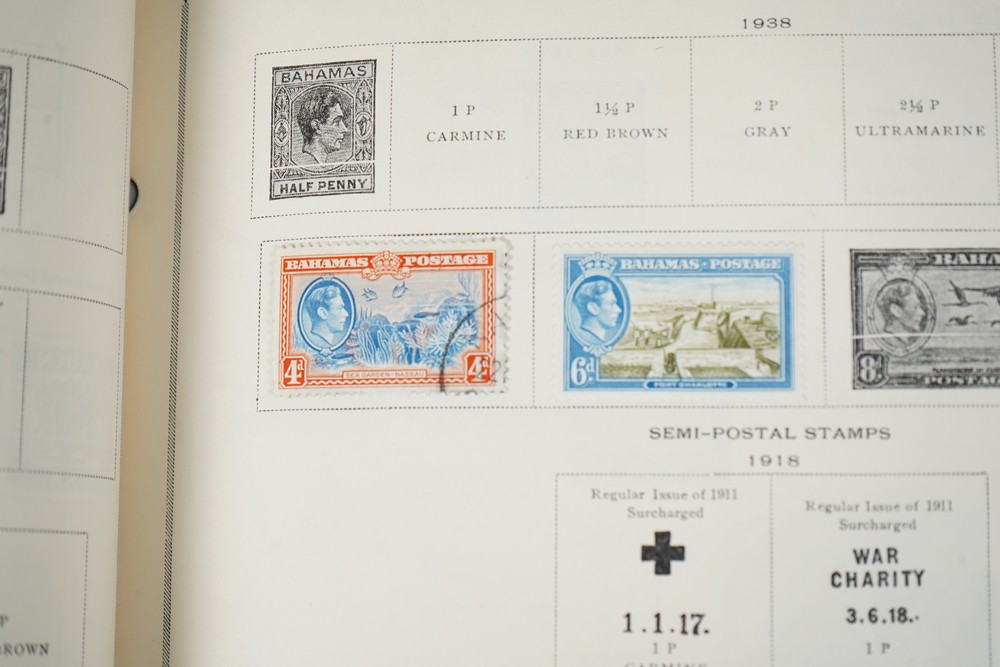 1938
BAHAMAS
HALF PENNY
1 P
CARMINE
1½ P
RED BROWN
2 P
GRAY
2½ P
ULTRAMARINE
BAHAMAS POSTAGE
4d 4d
SEA GARDEN·NASSAU
BAHAMAS·POSTAGE
6d.
FORT CHARLOTTE
8d
POSTAGE
SEMI-POSTAL STAMPS
1918
Regular Issue of 1911
Surcharged
1.1.17.
1 P
CARMINE
Regular Issue of 1911
Surcharged
WAR
CHARITY
3.6.18.
1 P
P